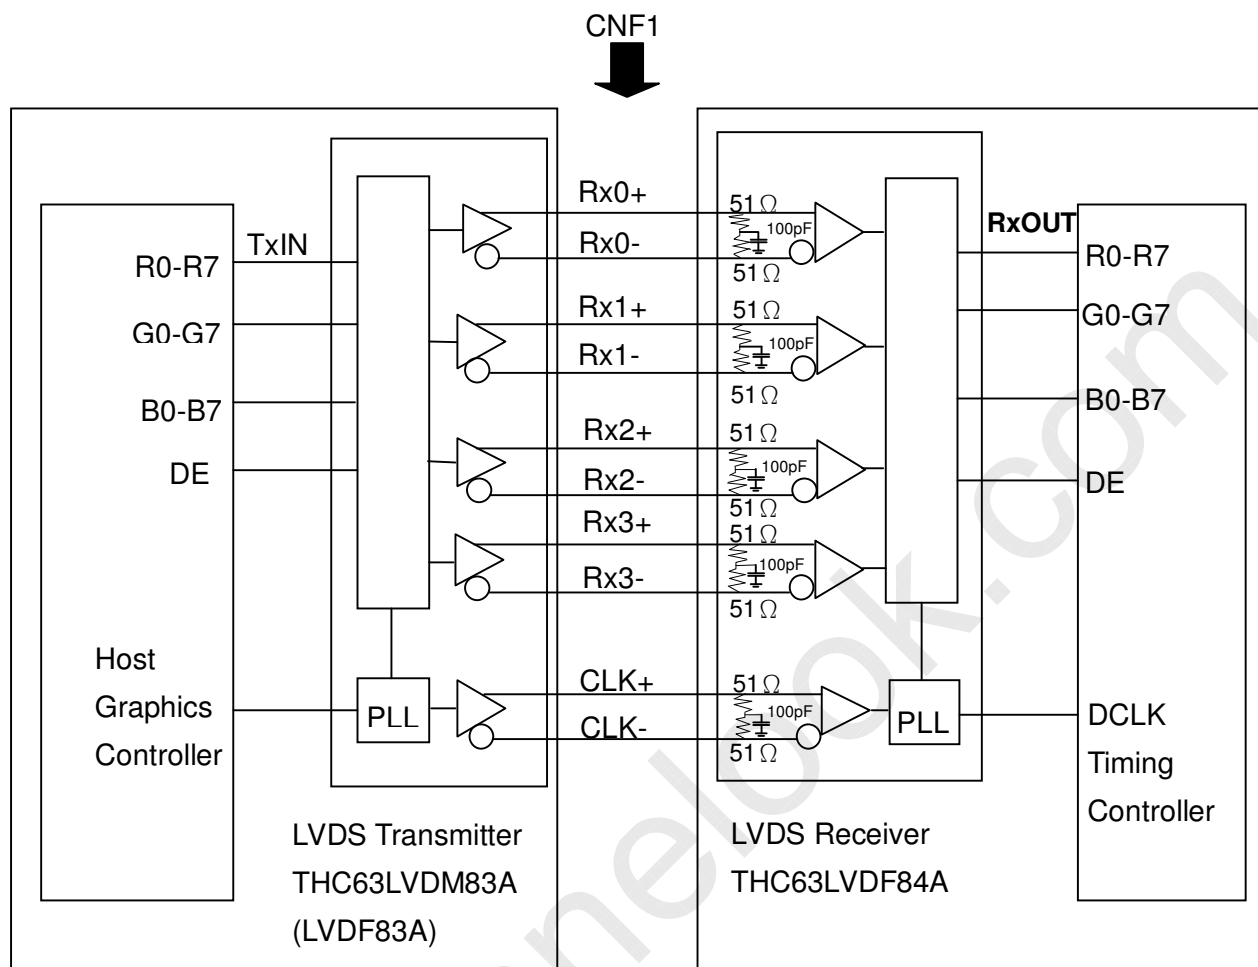 CNF1
TxIN
R0-R7
G0-G7
B0-B7
DE
Host
Graphics
Controller
PLL
LVDS Transmitter
THC63LVDM83A
(LVDF83A)
Rx0+
Rx0-
Rx1+
Rx1-
Rx2+
Rx2-
Rx3+
Rx3-
CLK+
CLK-
51Ω
100pF
51Ω
51Ω
100pF
51Ω
51Ω
100pF
51Ω
51Ω
100pF
51Ω
51Ω
100pF
51Ω
PLL
LVDS Receiver
THC63LVDF84A
RxOUT
R0-R7
G0-G7
B0-B7
DE
DCLK
Timing
Controller
nelook.com